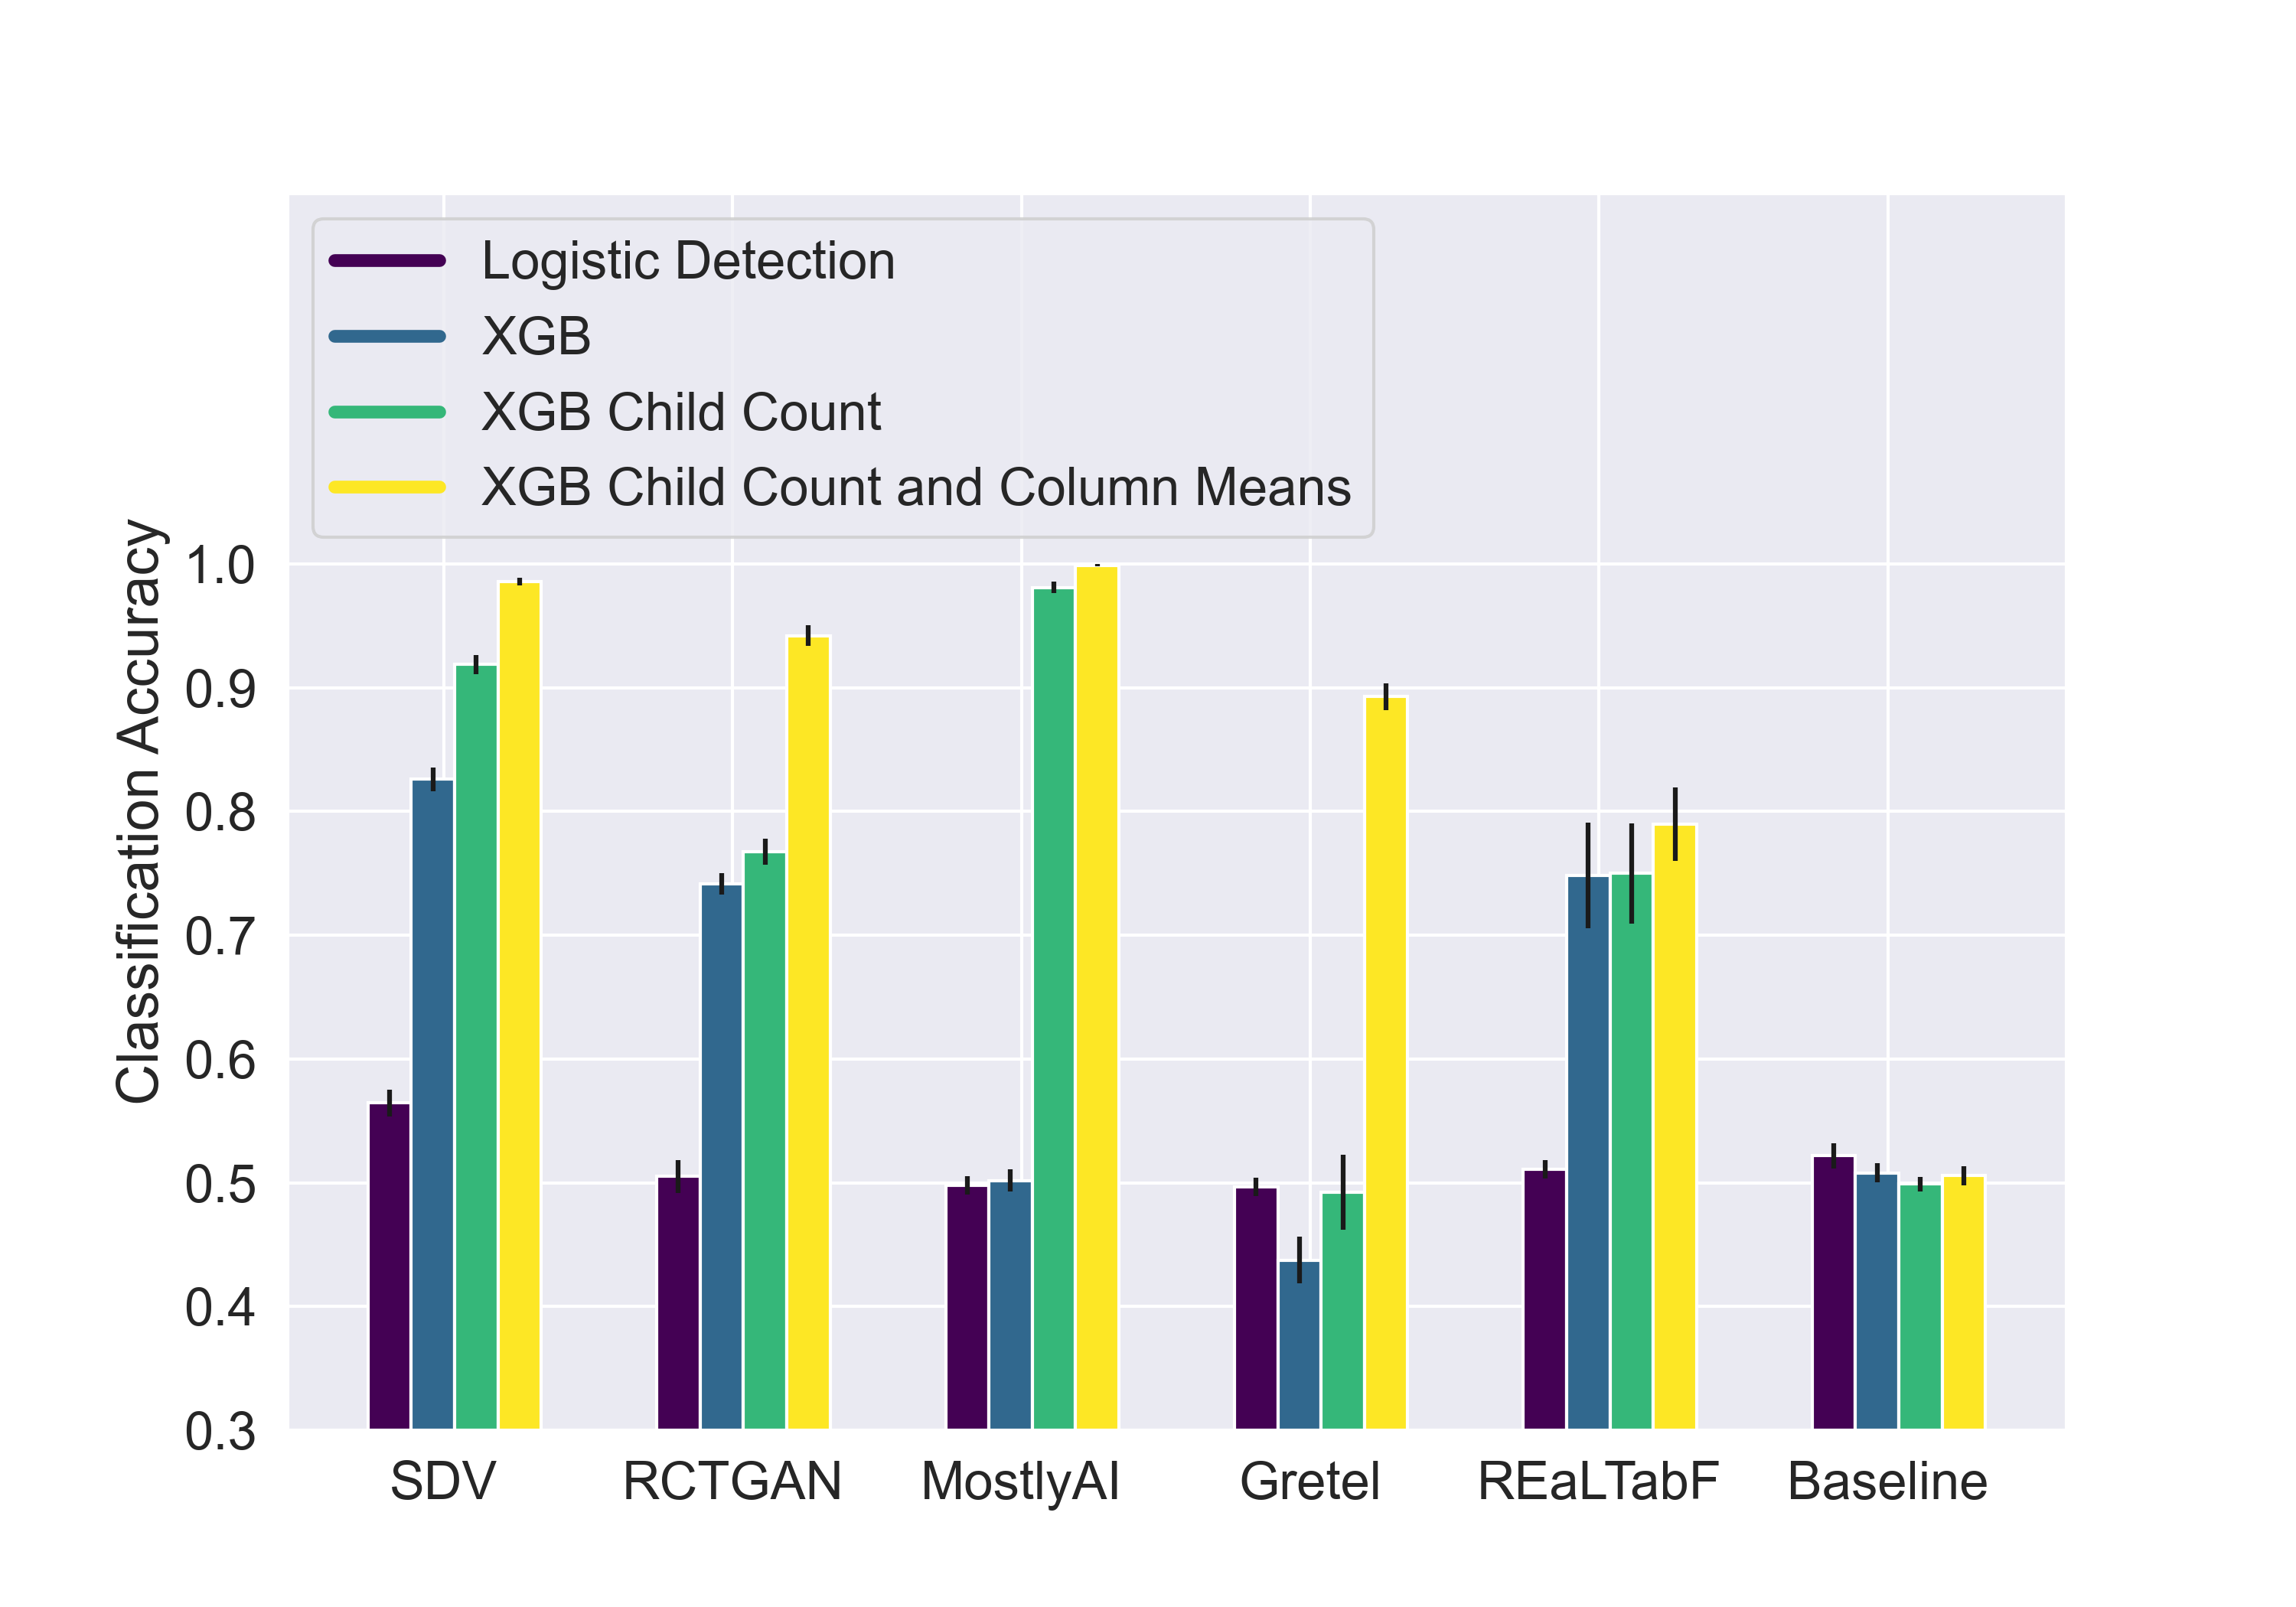 Logistic Detection
XGB
XGB Child Count
XGB Child Count and Column Means
Classification Accuracy
1.0
0.9
0.8
0.7
0.6
0.5
0.4
0.3
SDV RCTGAN MostlyAI Gretel REaLTabF Baseline